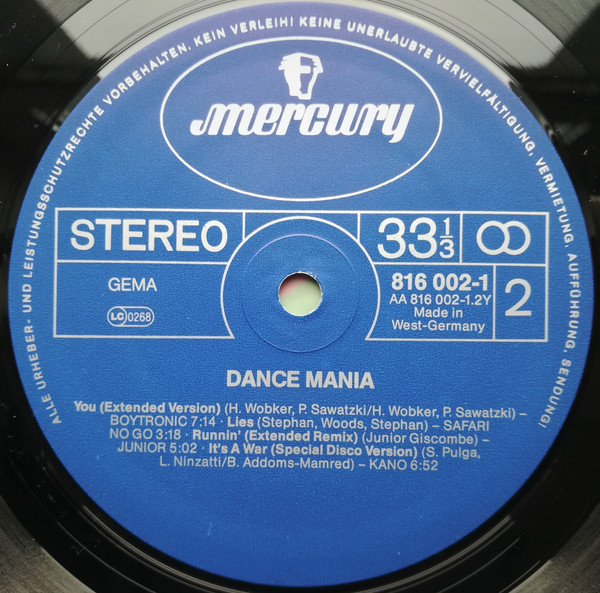 ALLE URHEBER- UND LEISTUNGSSCHUTZRECHTE VORBEHALTEN. KEIN VERLEIH! KEINE UNERLAUBTE VERVIELFÄLTIGUNG, VERMIETUNG, AUFFÜHRUNG, SENDUNG!
mercury
STEREO
33 1/3
GEMA
LC 0268
816 002-1
AA 816 002-1.2Y
Made in
West-Germany
2
DANCE MANIA
You (Extended Version) (H. Wobker, P. Sawatzki/H. Wobker, P. Sawatzki) –
BOYTRONIC 7:14 · Lies (Stephan, Woods, Stephan) – SAFARI
NO GO 3:18 · Runnin' (Extended Remix) (Junior Giscombe) –
JUNIOR 5:02 · It's A War (Special Disco Version) (S. Pulga,
L. Ninzatti/B. Addoms-Mamred) – KANO 6:52